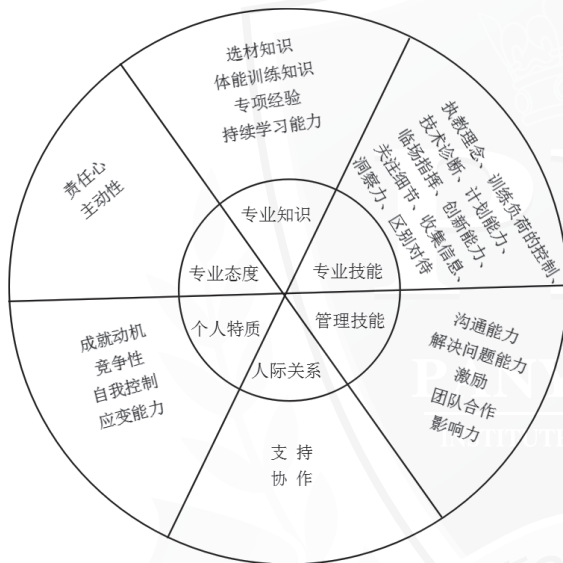 选材知识
体能训练知识
专项经验
持续学习能力
执教理念、训练负荷的控制、
技术诊断、计划能力、
临场指挥、创新能力、
关注细节、收集信息、
洞察力、区别对待
责任心
主动性
专业知识
专业态度
专业技能
个人特质
管理技能
人际关系
成就动机
竞争性
自我控制
应变能力
沟通能力
解决问题能力
激励
团队合作
影响力
支 持
协 作